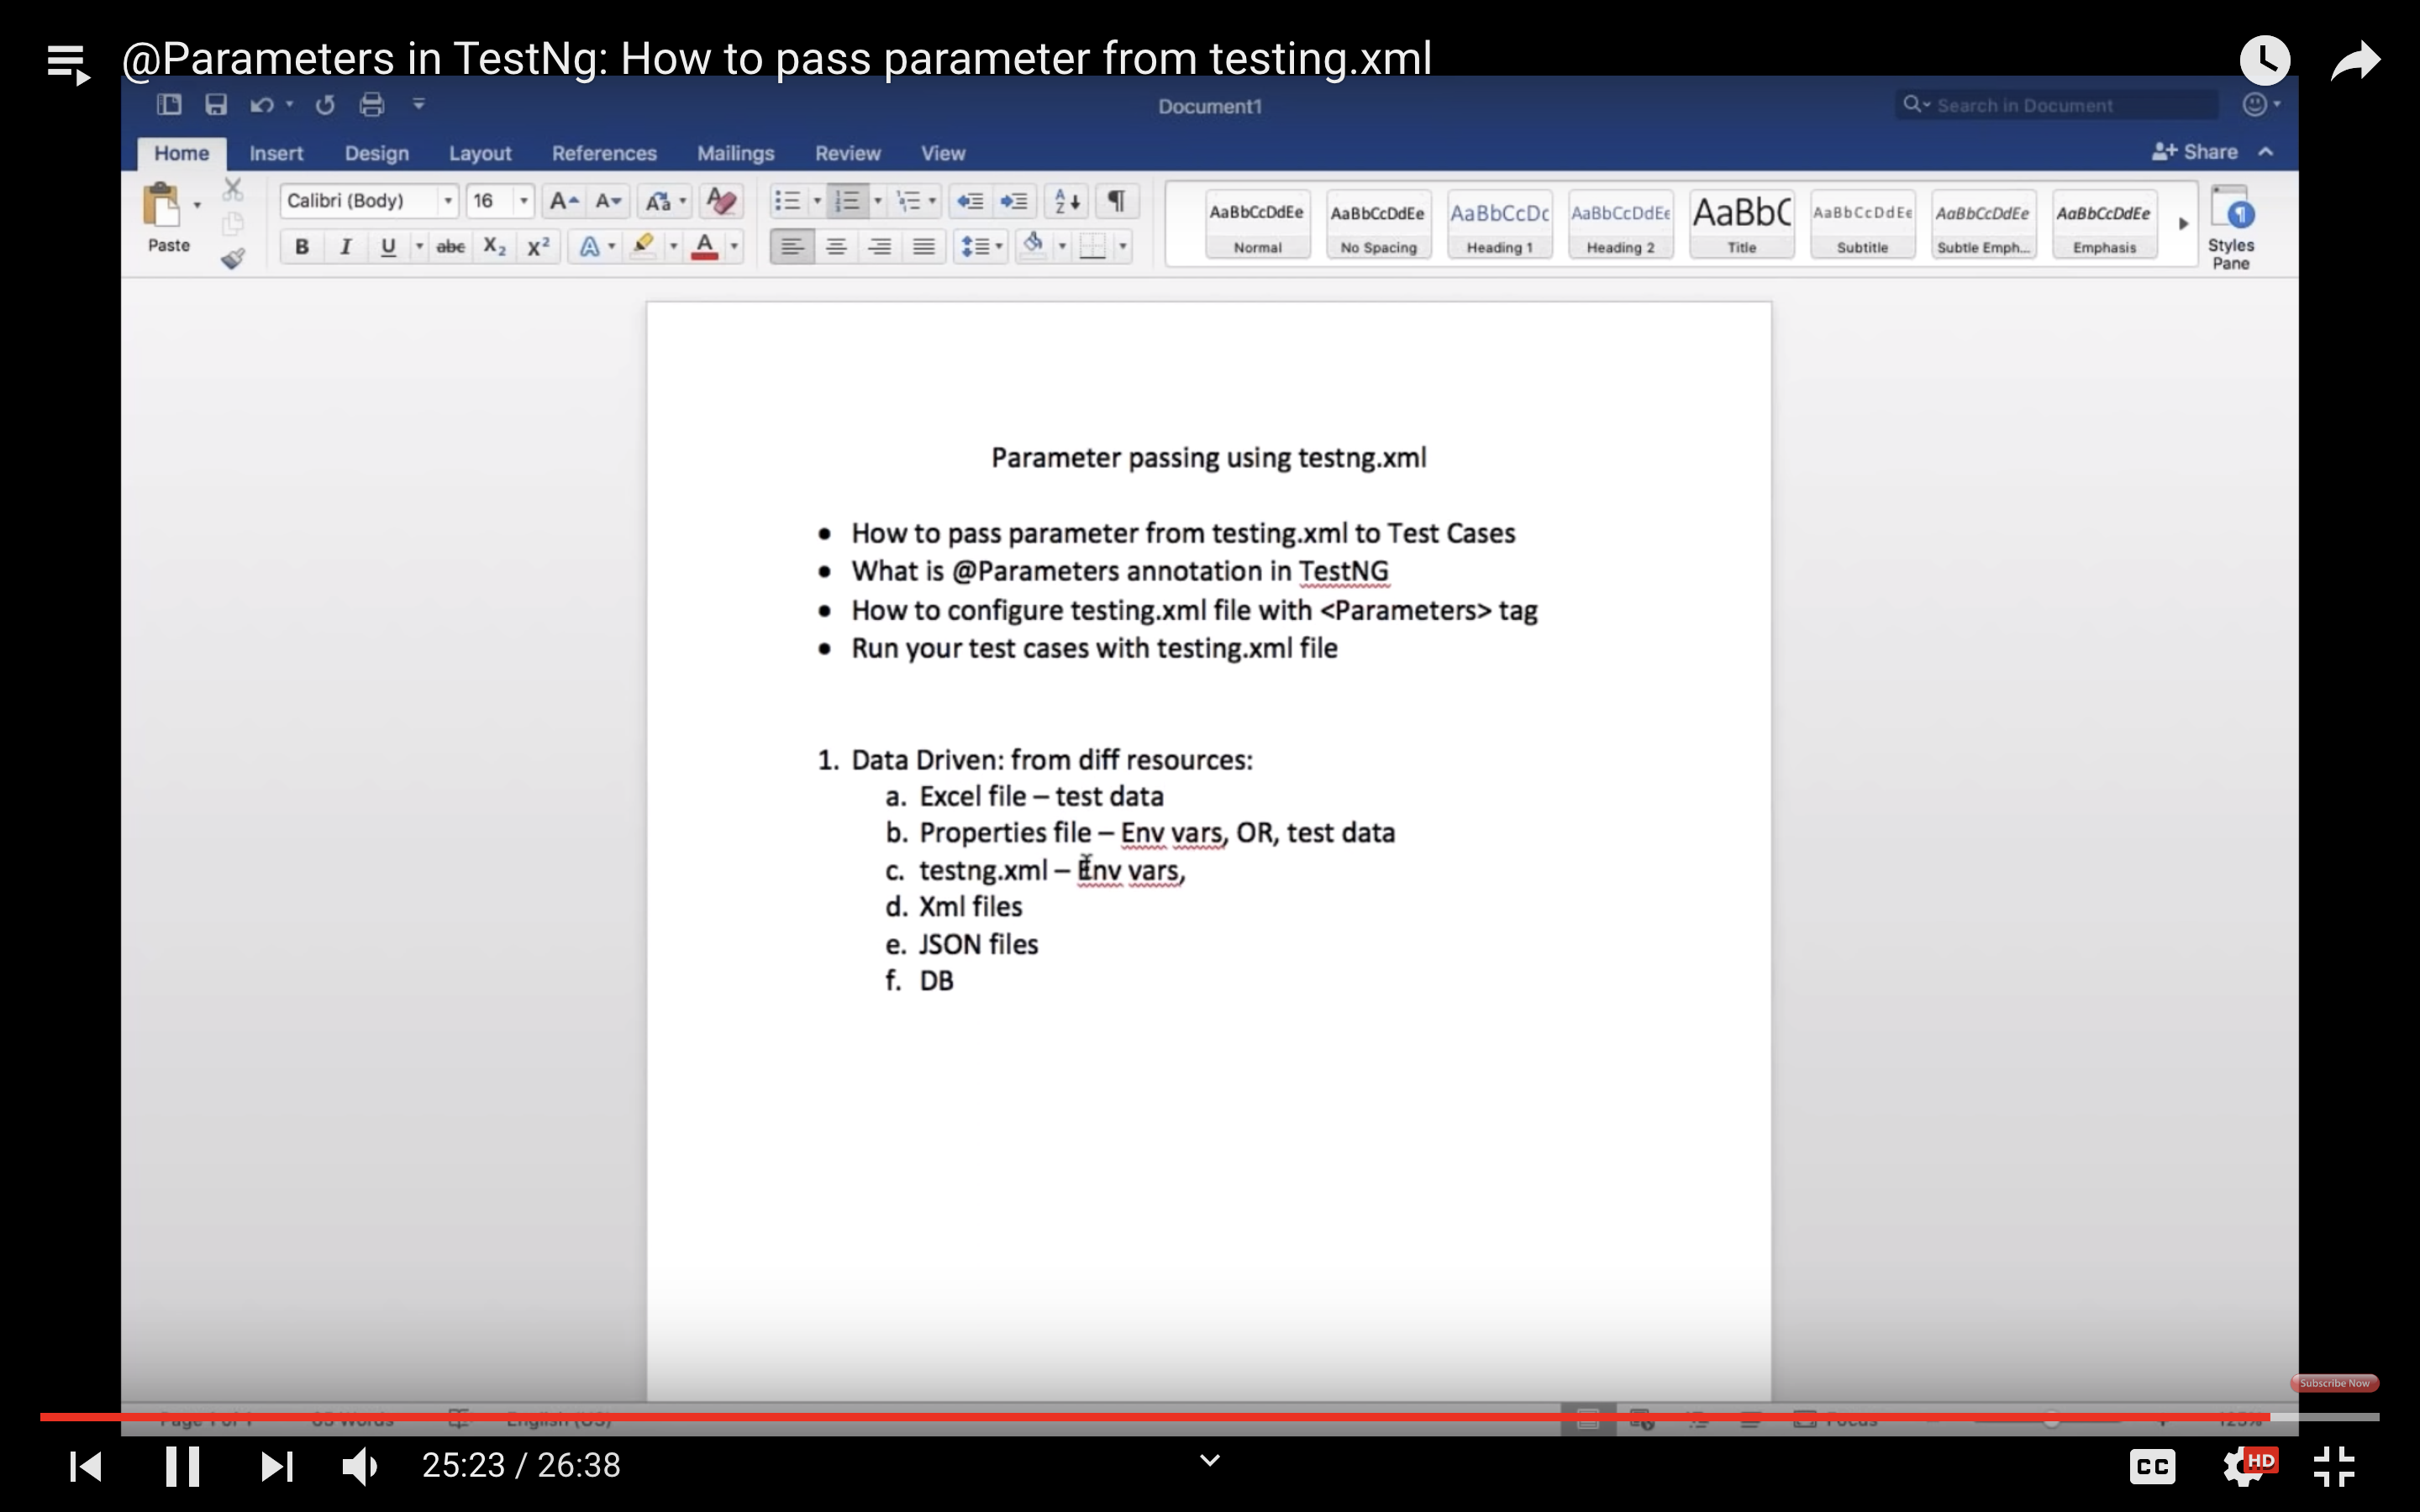 @Parameters in TestNg: How to pass parameter from testing.xml
Document1
Search in Document
Home Insert Design Layout References Mailings Review View
Share
Calibri (Body) 16
Paste
AaBbCcDdEe AaBbCcDdEe AaBbCcDc AaBbCcDdEe AaBbC AaBbCcDdEe AaBbCcDdEe AaBbCcDdEe
Normal No Spacing Heading 1 Heading 2 Title Subtitle Subtle Emph... Emphasis
Styles
Pane
Parameter passing using testng.xml
• How to pass parameter from testing.xml to Test Cases
• What is @Parameters annotation in TestNG
• How to configure testing.xml file with <Parameters> tag
• Run your test cases with testing.xml file
1. Data Driven: from diff resources:
a. Excel file – test data
b. Properties file – Env vars, OR, test data
c. testng.xml – Env vars,
d. Xml files
e. JSON files
f. DB
Subscribe Now
English (US)
Focus
25:23 / 26:38
CC
HD